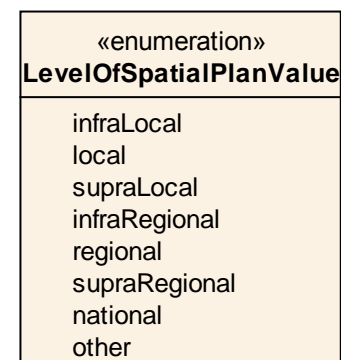 «enumeration»
LevelOfSpatialPlanValue
infraLocal
local
supraLocal
infraRegional
regional
supraRegional
national
other